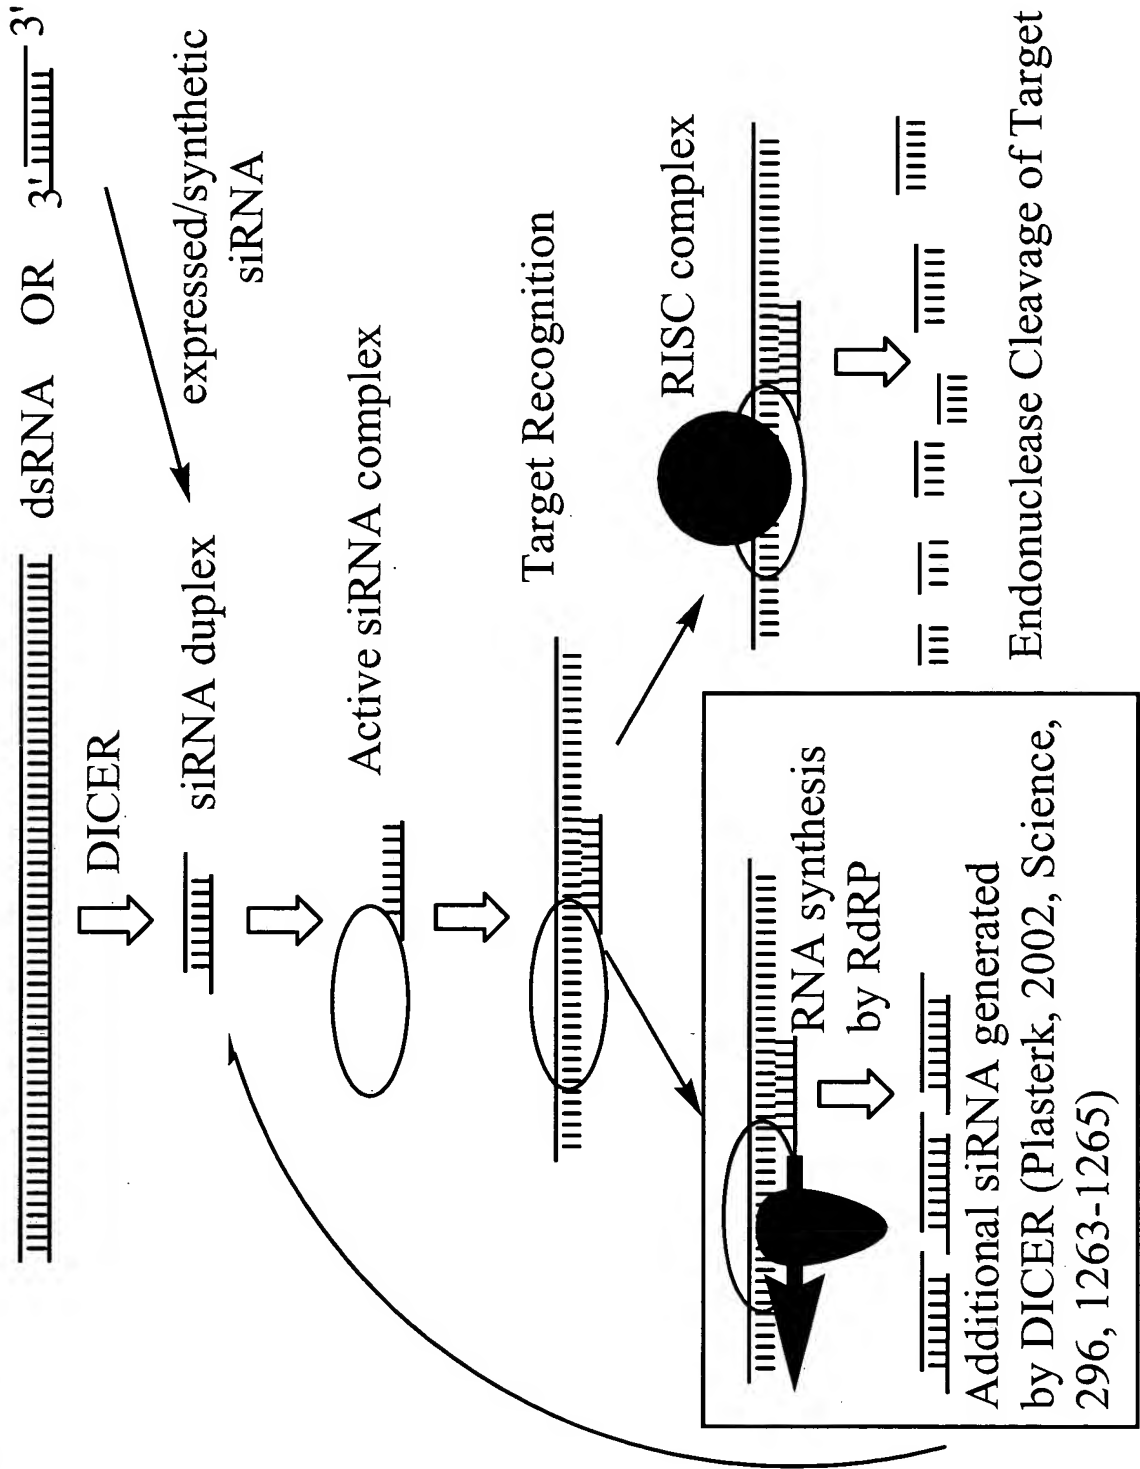 dsRNA OR 3' 3'
DICER
siRNA duplex
expressed/synthetic
siRNA
Active siRNA complex
Target Recognition
RISC complex
RNA synthesis
by RdRP
Additional siRNA generated
by DICER (Plasterk, 2002, Science,
296, 1263-1265)
Endonuclease Cleavage of Target